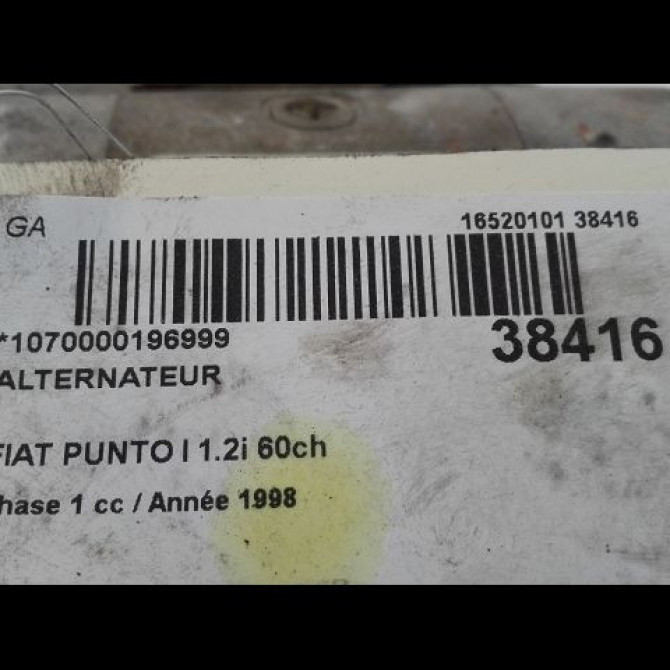 GA
16520101 38416
*1070000196999
38416
ALTERNATEUR
FIAT PUNTO I 1.2i 60ch
hase 1 cc / Année 1998